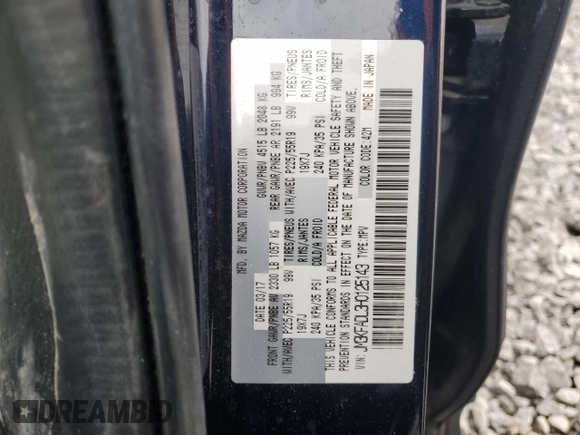 MFD. BY MAZDA MOTOR CORPORATION
DATE 03/17 GVWR/PNBV 4515 LB 2048 KG
FRONT GAWR/PNBE AV 2330 LB 1057 KG REAR GAWR/PNBE AR 2191 LB 994 KG
WITH/AVEC P225/55R19 99V TIRES/PNEUS WITH/AVEC P225/55R19 99V TIRES/PNEUS
19X7J RIMS/JANTES 19X7J RIMS/JANTES
240 KPA/35 PSI COLD/A FROID 240 KPA/35 PSI COLD/A FROID
THIS VEHICLE CONFORMS TO ALL APPLICABLE FEDERAL MOTOR VEHICLE SAFETY AND THEFT
PREVENTION STANDARDS IN EFFECT ON THE DATE OF MANUFACTURE SHOWN ABOVE.
VIN: JM3KFADL3H0125143 TYPE: MPV COLOR CODE: 42M MADE IN JAPAN
DREAMBID